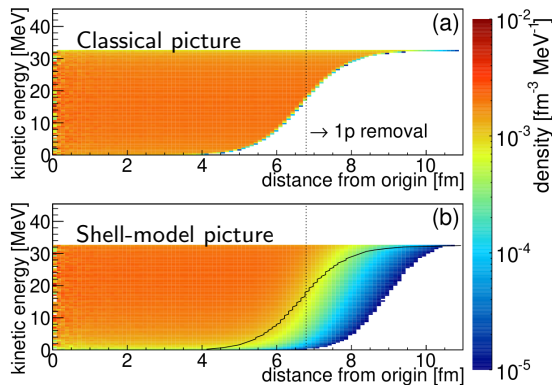 (a)
Classical picture
kinetic energy [MeV]
40
30
20
10
0
→ 1p removal
0 2 4 6 8 10
distance from origin [fm]
(b)
Shell-model picture
kinetic energy [MeV]
40
30
20
10
0
0 2 4 6 8 10
distance from origin [fm]
10⁻²
10⁻³
10⁻⁴
10⁻⁵
density [fm⁻³ MeV⁻¹]